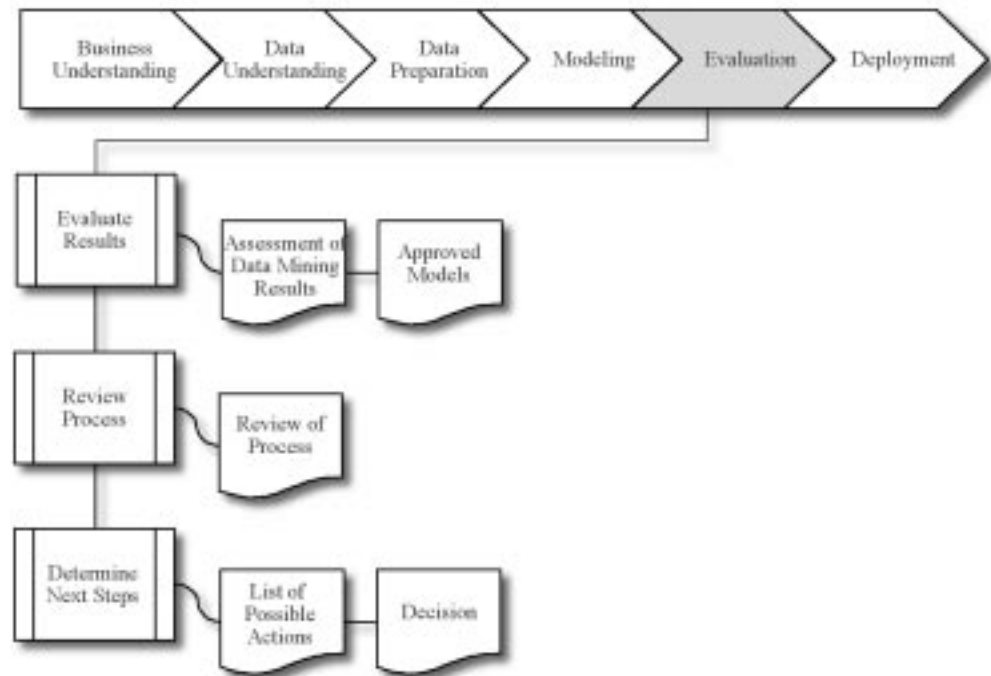 Business
Understanding
Data
Understanding
Data
Preparation
Modeling
Evaluation
Deployment
Evaluate
Results
Assessment of
Data Mining
Results
Approved
Models
Review
Process
Review of
Process
Determine
Next Steps
List of
Possible
Actions
Decision